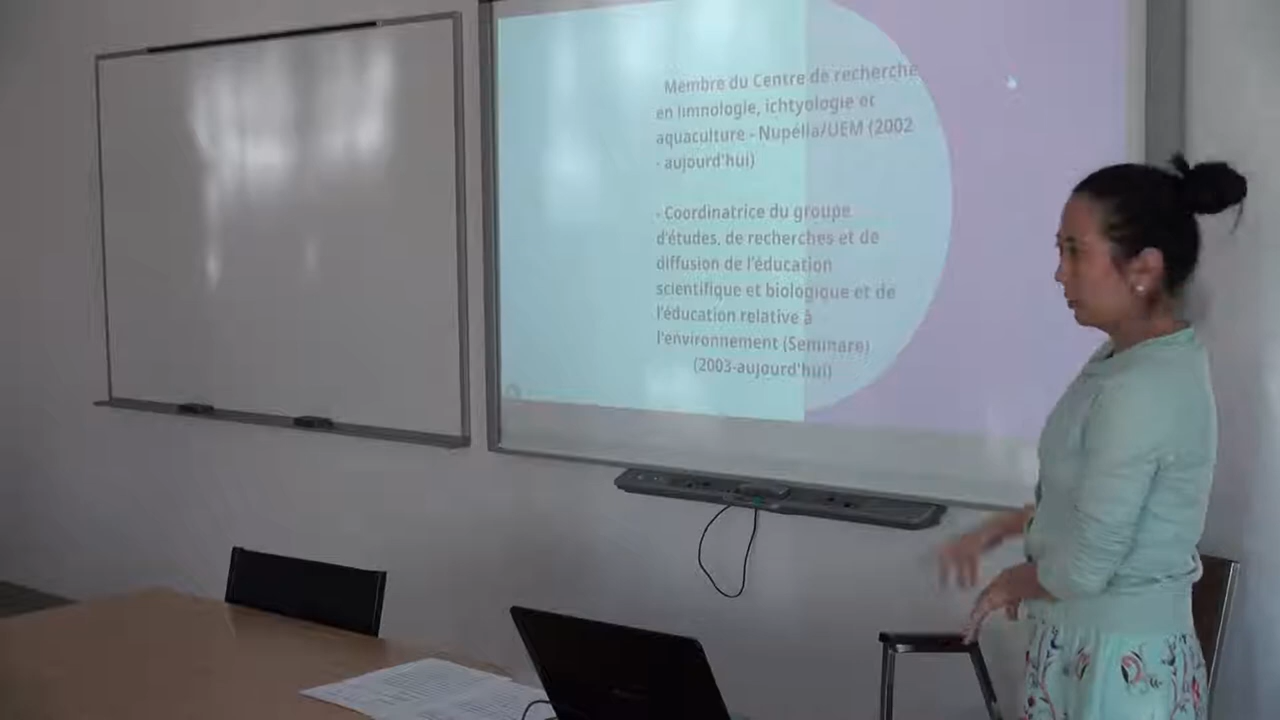 Membre du Centre de recherche
en limnologie, ichtyologie et
aquaculture - Nupélia/UEM (2002
- aujourd'hui)
- Coordinatrice du groupe
d'études, de recherches et de
diffusion de l'éducation
scientifique et biologique et de
l'éducation relative à
l'environnement (Seminare)
(2003-aujourd'hui)